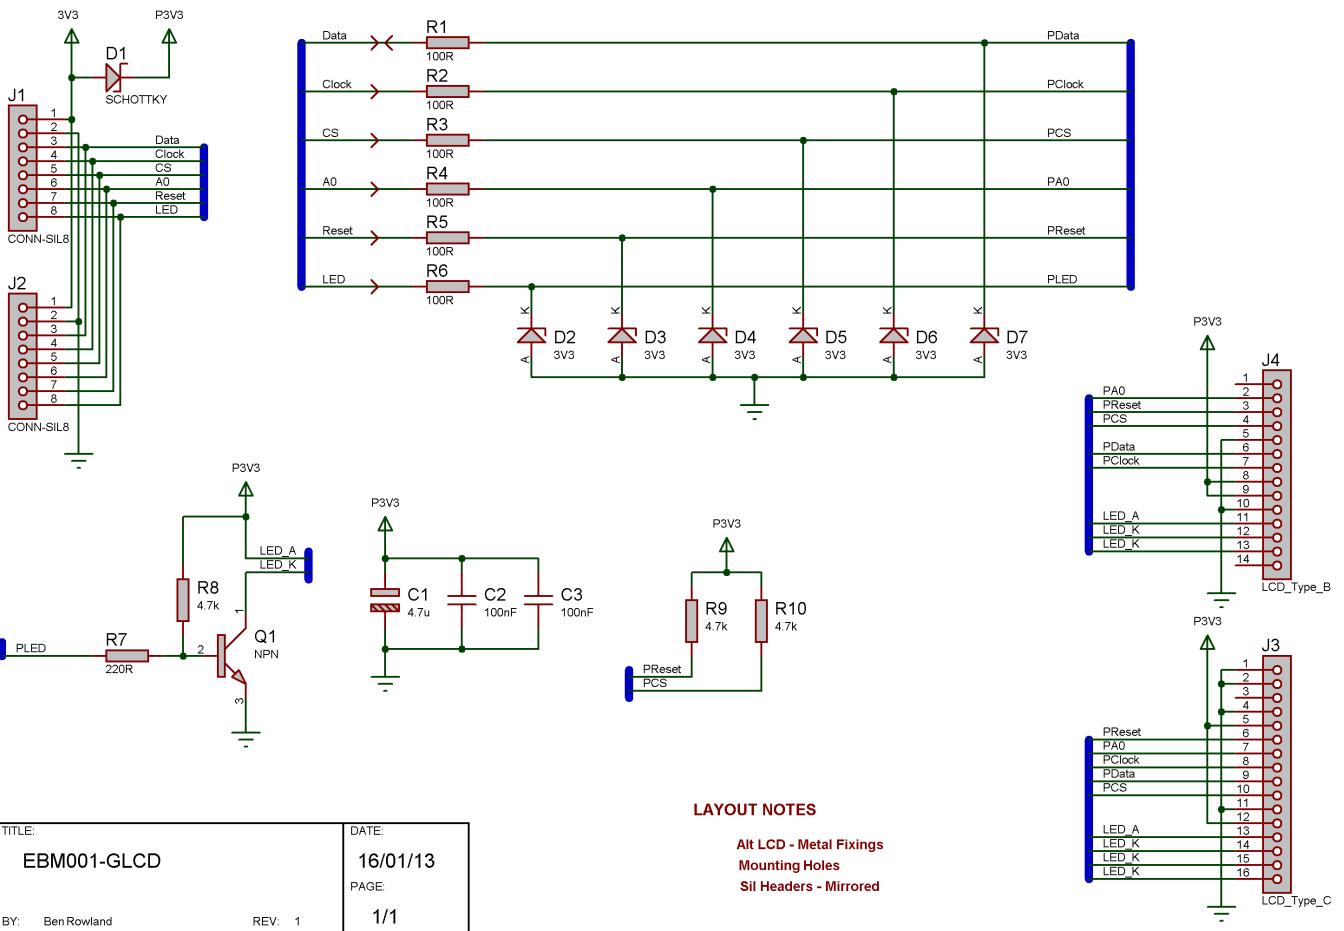 3V3
P3V3
D1
SCHOTTKY
J1
1
2
3
4
5
6
7
8
Data
Clock
CS
A0
Reset
LED
CONN-SIL8
J2
1
2
3
4
5
6
7
8
CONN-SIL8
Data
R1
100R
PData
Clock
R2
100R
PClock
CS
R3
100R
PCS
A0
R4
100R
PA0
Reset
R5
100R
PReset
LED
R6
100R
PLED
K
A
D2
3V3
K
A
D3
3V3
K
A
D4
3V3
K
A
D5
3V3
K
A
D6
3V3
K
A
D7
3V3
P3V3
J4
1
2
3
4
5
6
7
8
9
10
11
12
13
14
PA0
PReset
PCS
PData
PClock
LED_A
LED_K
LED_K
LCD_Type_B
P3V3
LED_A
LED_K
R8
4.7k
PLED
R7
220R
1
2
3
Q1
NPN
P3V3
C1
4.7u
C2
100nF
C3
100nF
P3V3
R9
4.7k
R10
4.7k
PReset
PCS
P3V3
J3
1
2
3
4
5
6
7
8
9
10
11
12
13
14
15
16
PReset
PA0
PClock
PData
PCS
LED_A
LED_K
LED_K
LED_K
LCD_Type_C
LAYOUT NOTES
Alt LCD - Metal Fixings
Mounting Holes
Sil Headers - Mirrored
TITLE:
EBM001-GLCD
DATE:
16/01/13
PAGE:
1/1
BY: Ben Rowland
REV: 1